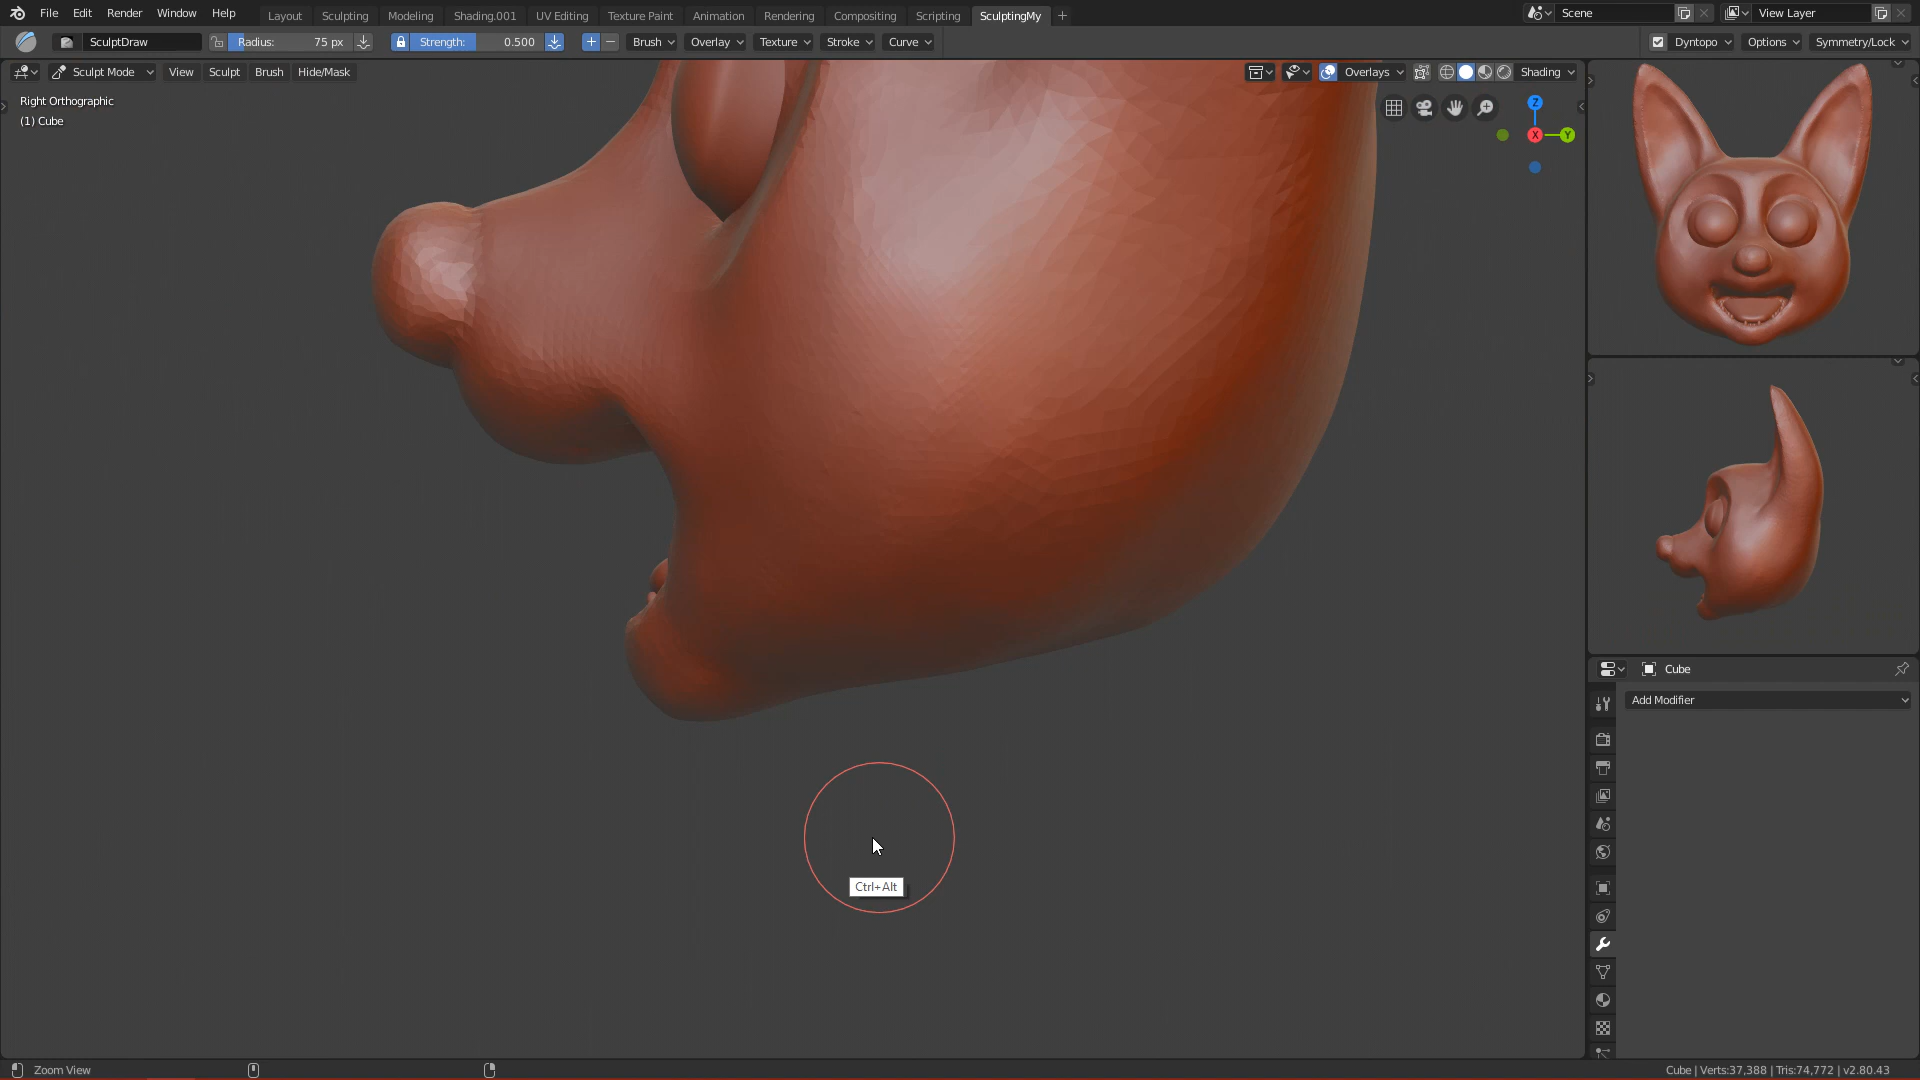 File Edit Render Window Help Layout Sculpting Modeling Shading.001 UV Editing Texture Paint Animation Rendering Compositing Scripting SculptingMy + Scene View Layer
SculptDraw Radius: 75 px Strength: 0.500 + − Brush Overlay Texture Stroke Curve Dyntopo Options Symmetry/Lock
Sculpt Mode View Sculpt Brush Hide/Mask Overlays Shading
Right Orthographic
(1) Cube
Z
X
Y
Cube
Add Modifier
Ctrl+Alt
Zoom View Cube | Verts:37,388 | Tris:74,772 | v2.80.43